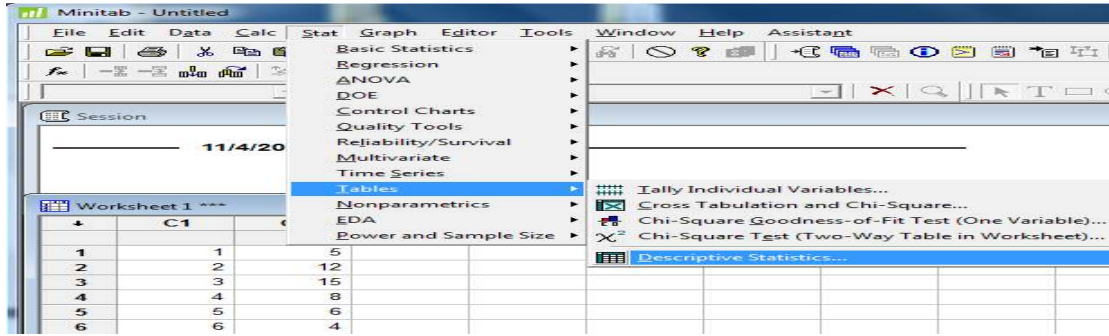 Minitab - Untitled
File Edit Data Calc Stat Graph Editor Tools Window Help Assistant
Basic Statistics
Regression
ANOVA
DOE
Control Charts
Quality Tools
Reliability/Survival
Multivariate
Time Series
Tables
Nonparametrics
EDA
Power and Sample Size
Tally Individual Variables...
Cross Tabulation and Chi-Square...
Chi-Square Goodness-of-Fit Test (One Variable)...
Chi-Square Test (Two-Way Table in Worksheet)...
Descriptive Statistics...
Session
11/4/20
Worksheet 1 ***
C1
1 1 5
2 2 12
3 3 15
4 4 8
5 5 6
6 6 4